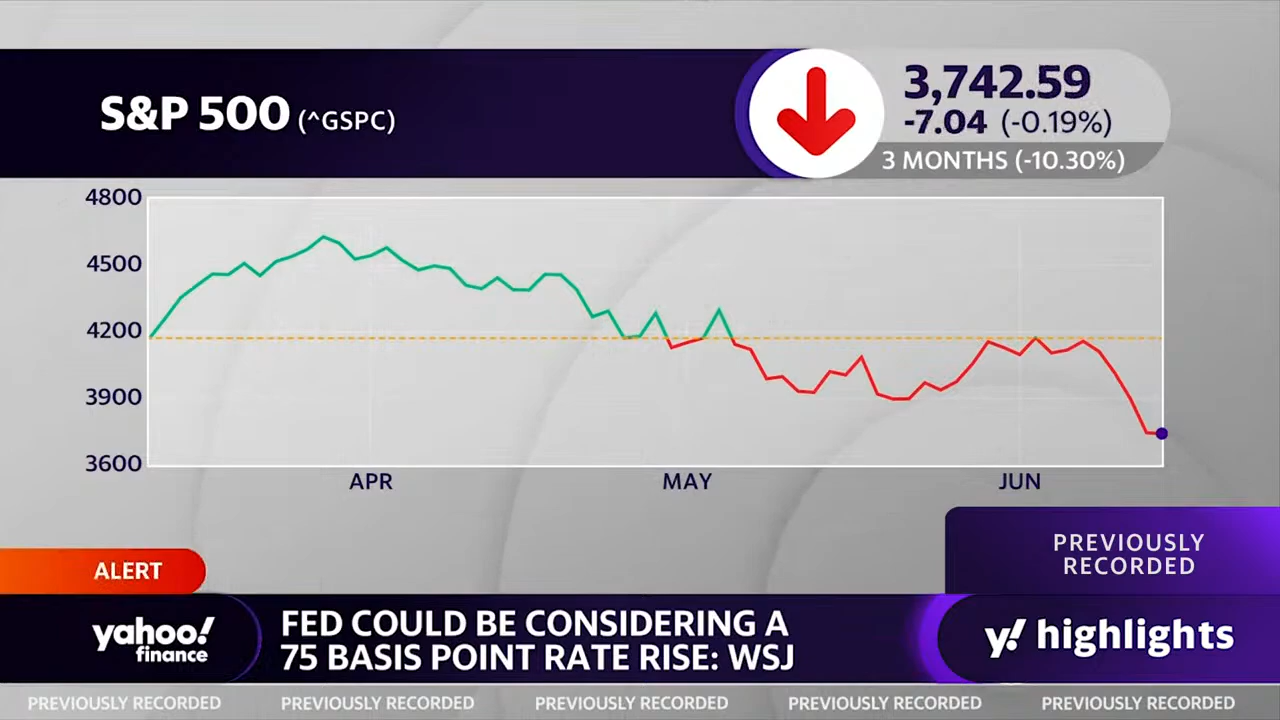 S&P 500 (^GSPC)
3,742.59
-7.04 (-0.19%)
3 MONTHS (-10.30%)
4800
4500
4200
3900
3600
APR MAY JUN
PREVIOUSLY
RECORDED
ALERT
yahoo!
finance
FED COULD BE CONSIDERING A
75 BASIS POINT RATE RISE: WSJ
y! highlights
PREVIOUSLY RECORDED PREVIOUSLY RECORDED PREVIOUSLY RECORDED PREVIOUSLY RECORDED PREVIOUSLY RECORDED